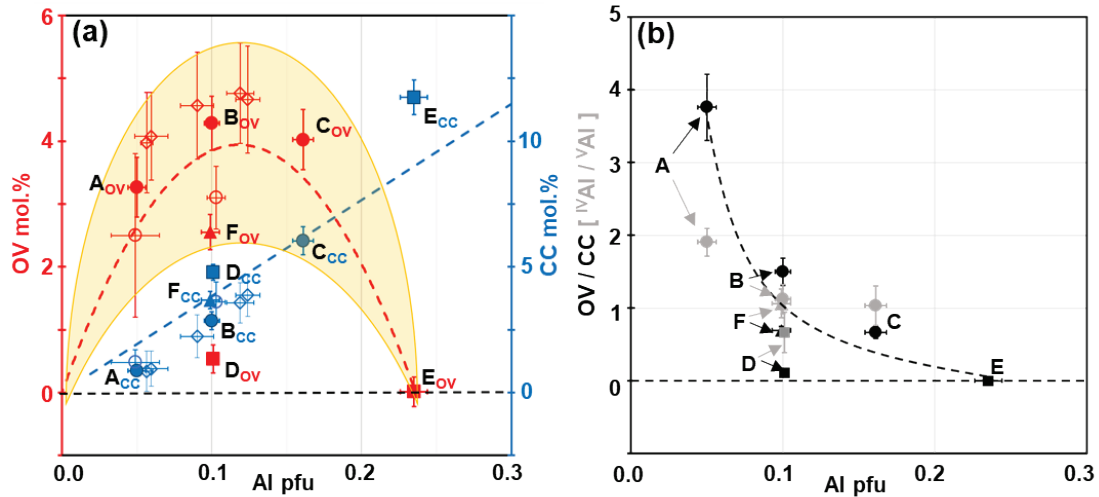 (a)
6
4
2
0
OV mol.%
10
5
0
CC mol.%
A_OV
B_OV
C_OV
F_OV
D_OV
E_OV
A_CC
B_CC
C_CC
D_CC
E_CC
F_CC
0.0 0.1 0.2 0.3
Al pfu
(b)
5
4
3
2
1
0
OV / CC [ ᴵⱽAl / ⱽAl ]
A
B
F
D
C
E
0.0 0.1 0.2 0.3
Al pfu